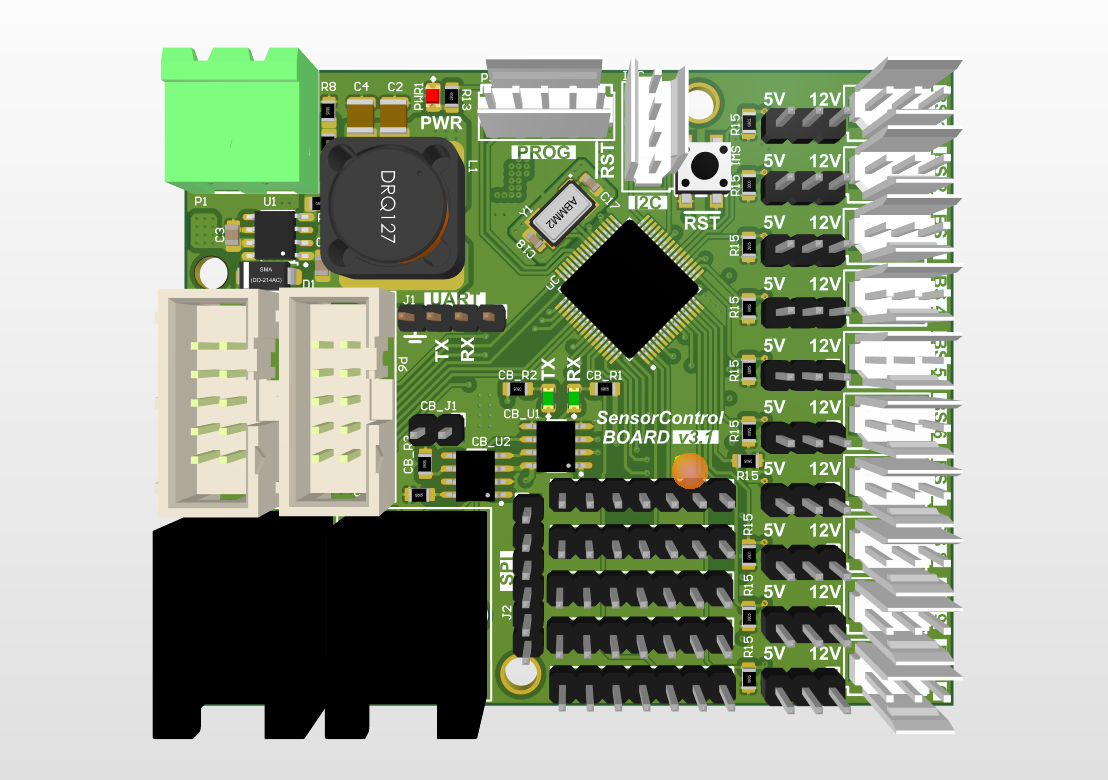 R8
C4
C2
PWR1
R13
PWR
PROG
RST
I2C
RST
5V 12V
R15
5V 12V
R15
5V 12V
R15
5V 12V
R15
5V 12V
R15
5V 12V
R15
5V 12V
R15
5V 12V
R15
5V 12V
R15
5V 12V
R15
L1
DRQ127
P1
U1
C3
SMA
(DO-214AC)
D1
Y1
ABMM2
C17
C18
UC
J1
UART
TX
RX
P6
CB_R2
TX
RX
CB_R1
CB_J1
CB_U1
CB_U2
SensorControl
BOARD v3.1
SPI
J2